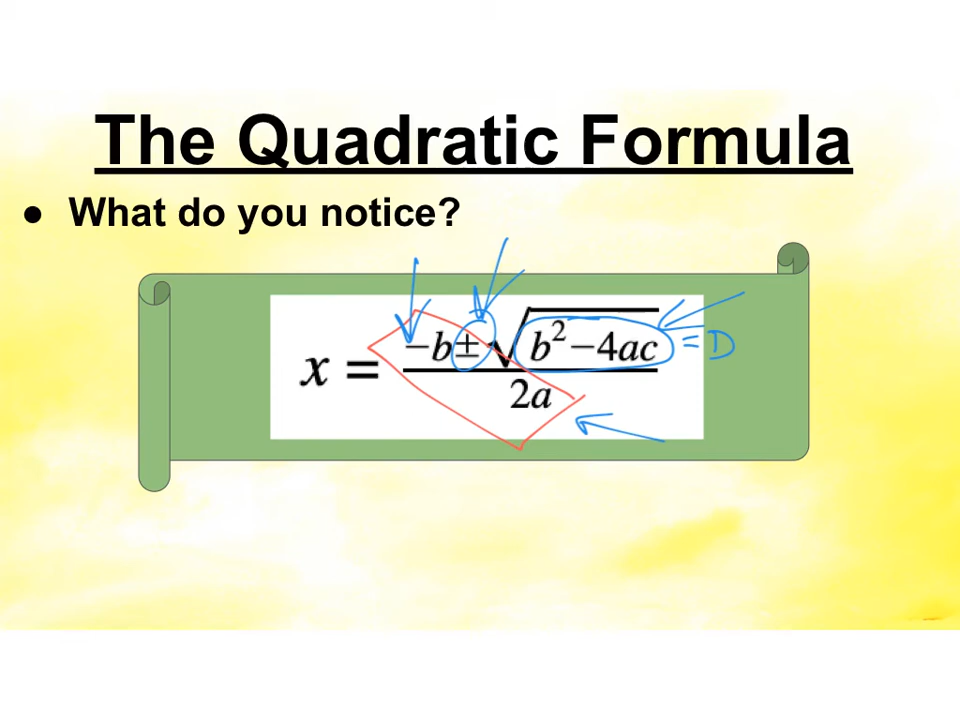 The Quadratic Formula
● What do you notice?
x = (-b ± √(b² - 4ac)) / 2a = D